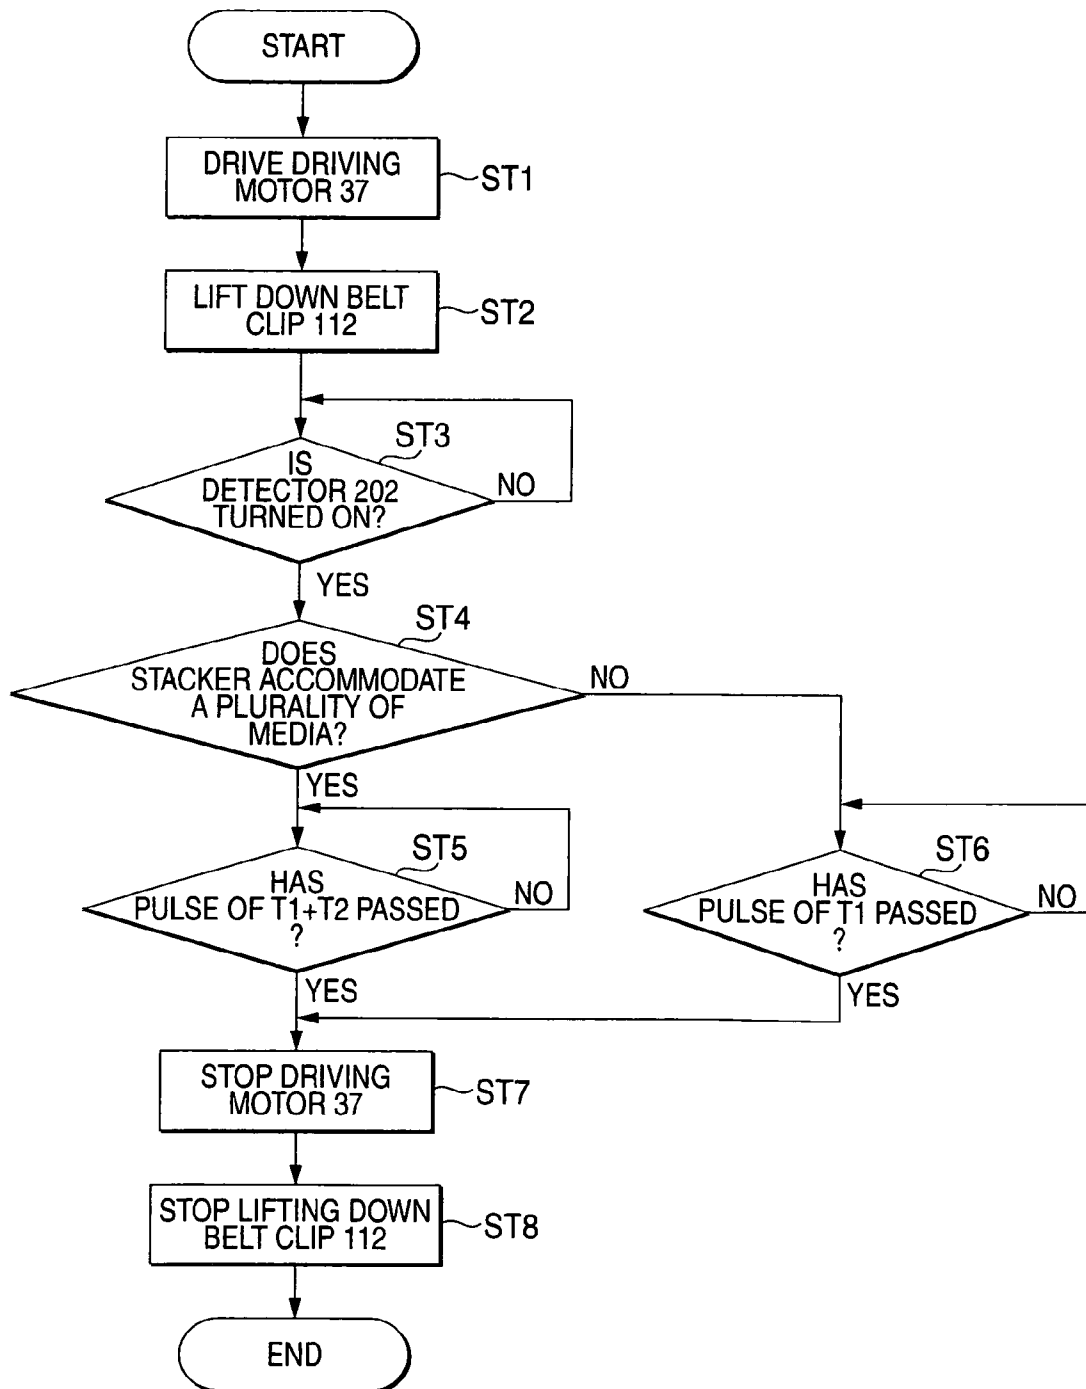 START
DRIVE DRIVING
MOTOR 37
ST1
LIFT DOWN BELT
CLIP 112
ST2
ST3
IS
DETECTOR 202
TURNED ON?
NO
YES
ST4
DOES
STACKER ACCOMMODATE
A PLURALITY OF
MEDIA?
NO
YES
ST5
HAS
PULSE OF T1+T2 PASSED
?
NO
YES
ST6
HAS
PULSE OF T1 PASSED
?
NO
YES
STOP DRIVING
MOTOR 37
ST7
STOP LIFTING DOWN
BELT CLIP 112
ST8
END